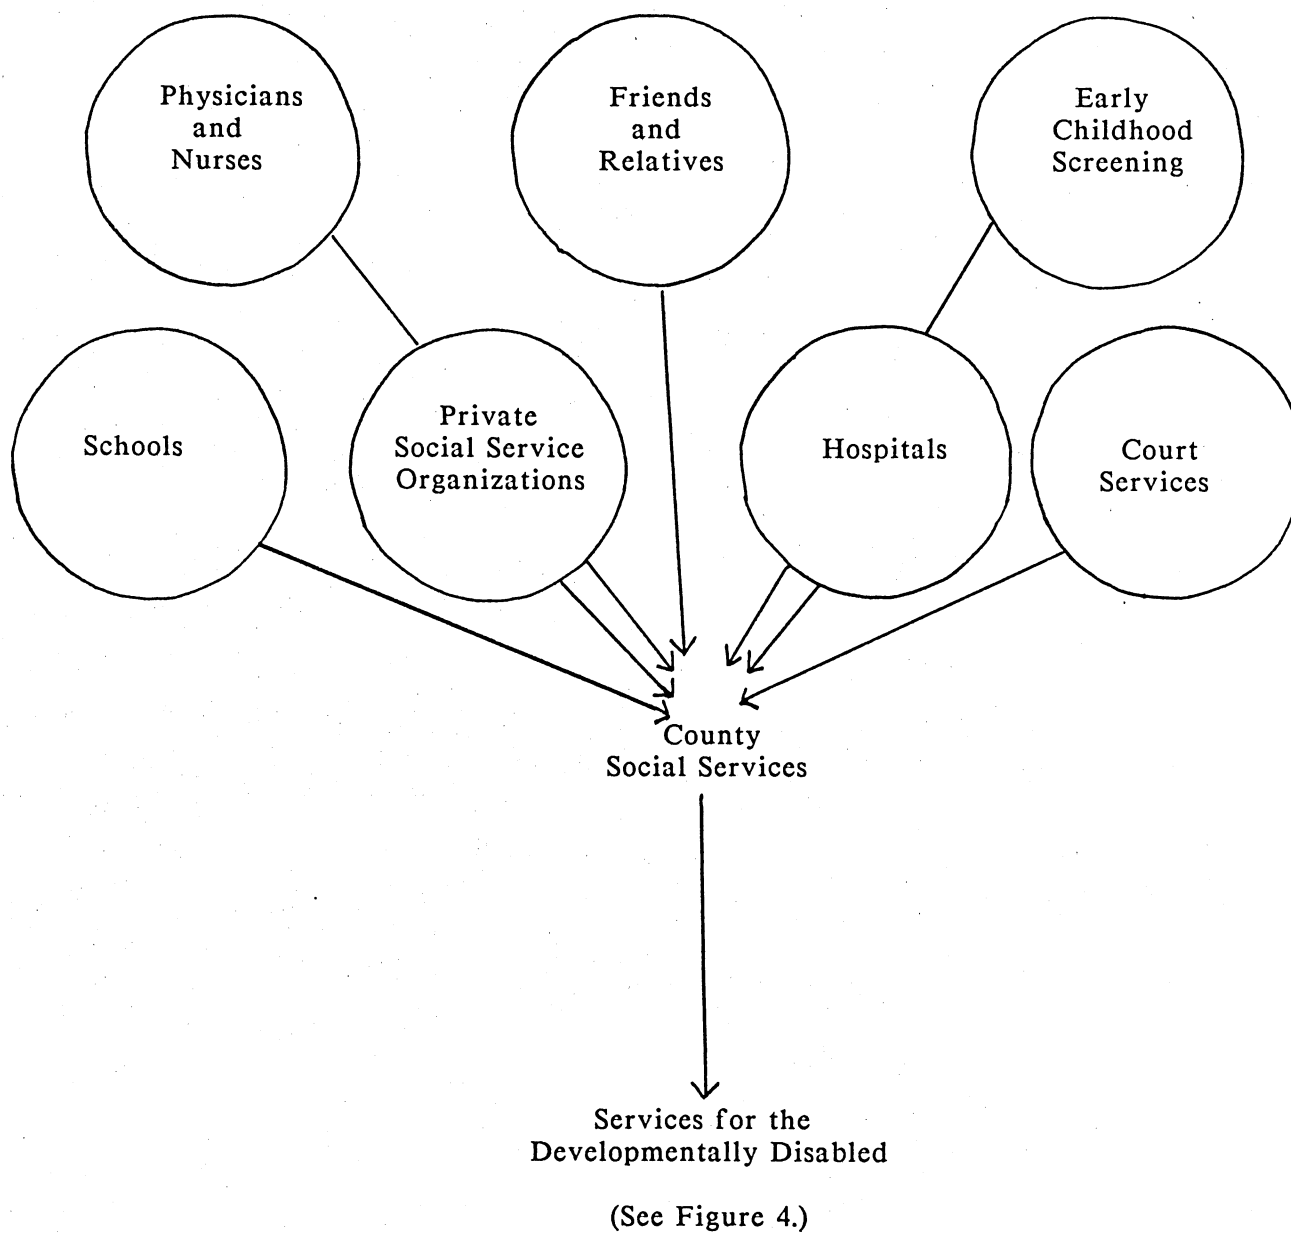 Physicians
and
Nurses
Friends
and
Relatives
Early
Childhood
Screening
Schools
Private
Social Service
Organizations
Hospitals
Court
Services
County
Social Services
Services for the
Developmentally Disabled
(See Figure 4.)